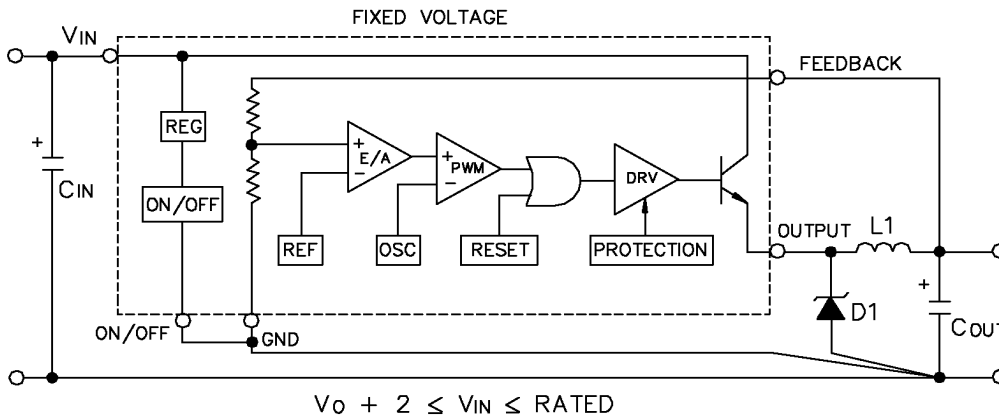 FIXED VOLTAGE
VIN
FEEDBACK
REG
+
E/A
−
+
PWM
−
DRV
+
CIN
ON/OFF
REF
OSC
RESET
PROTECTION
OUTPUT
L1
+
D1
COUT
ON/OFF
GND
VO + 2 ≤ VIN ≤ RATED